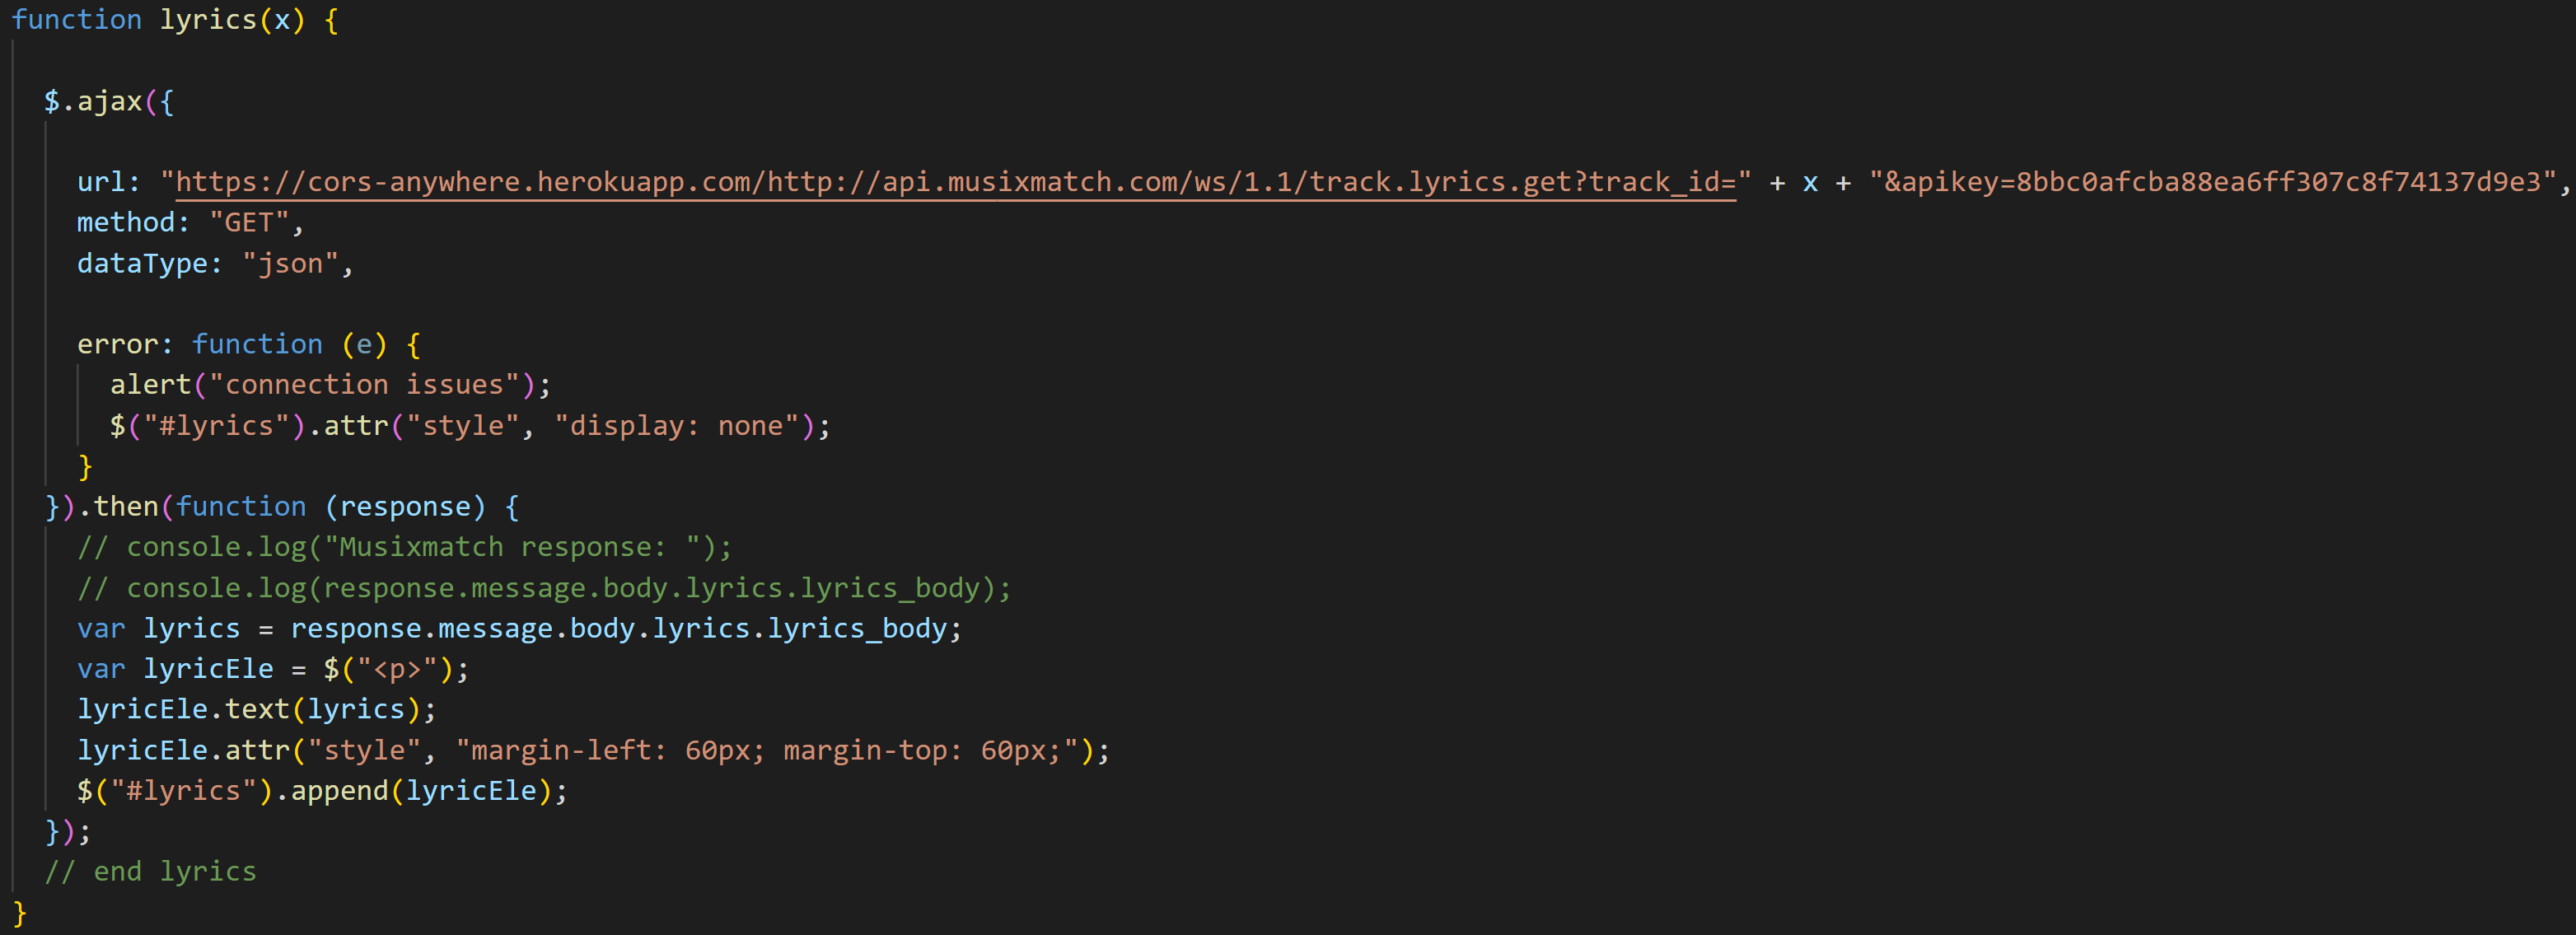 function lyrics(x) {
$.ajax({
url: "https://cors-anywhere.herokuapp.com/http://api.musixmatch.com/ws/1.1/track.lyrics.get?track_id=" + x + "&apikey=8bbc0afcba88ea6ff307c8f74137d9e3",
method: "GET",
dataType: "json",
error: function (e) {
alert("connection issues");
$("#lyrics").attr("style", "display: none");
}
}).then(function (response) {
// console.log("Musixmatch response: ");
// console.log(response.message.body.lyrics.lyrics_body);
var lyrics = response.message.body.lyrics.lyrics_body;
var lyricEle = $("<p>");
lyricEle.text(lyrics);
lyricEle.attr("style", "margin-left: 60px; margin-top: 60px;");
$("#lyrics").append(lyricEle);
});
// end lyrics
}